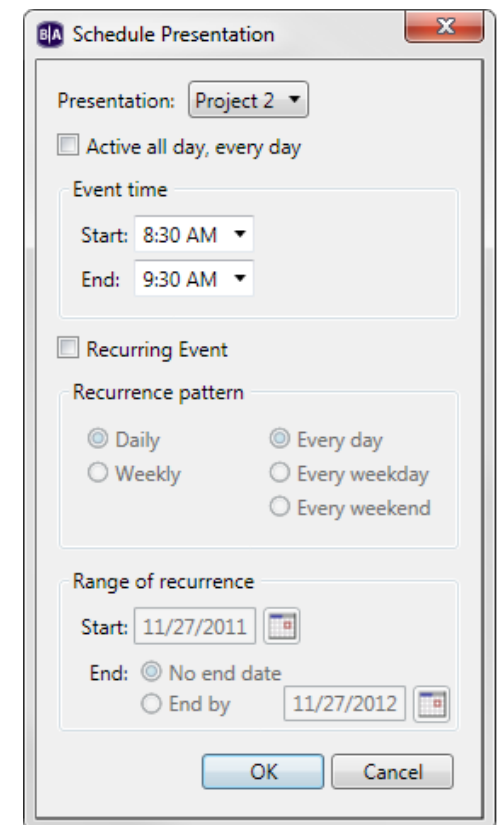 B|A Schedule Presentation
Presentation: Project 2
Active all day, every day
Event time
Start: 8:30 AM
End: 9:30 AM
Recurring Event
Recurrence pattern
Daily Every day
Weekly Every weekday
Every weekend
Range of recurrence
Start: 11/27/2011
End: No end date
End by 11/27/2012
OK Cancel